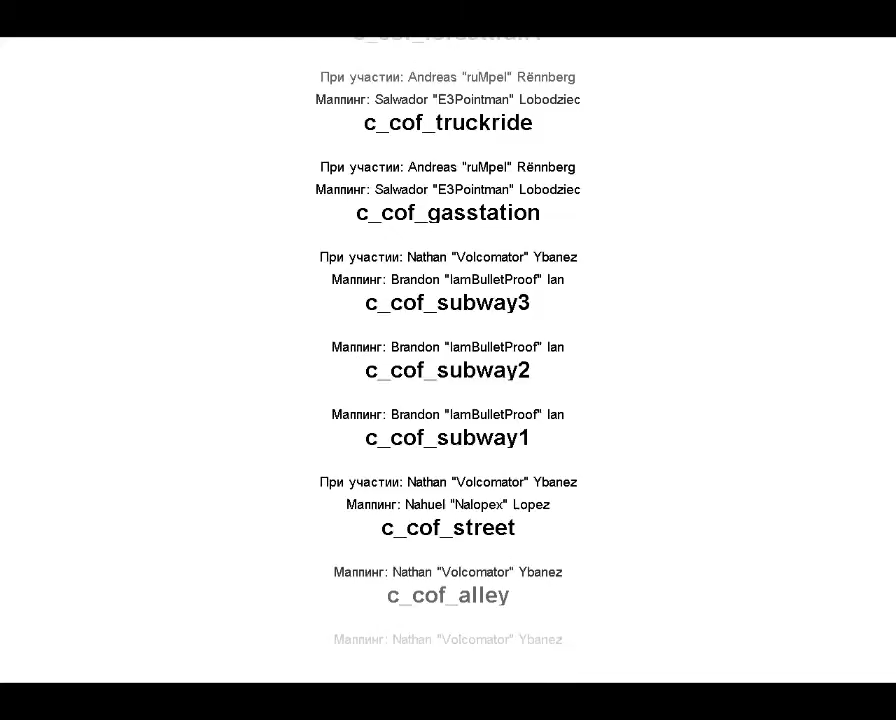 При участии: Andreas "ruMpel" Rënnberg
Маппинг: Salwador "E3Pointman" Lobodziec
c_cof_truckride
При участии: Andreas "ruMpel" Rënnberg
Маппинг: Salwador "E3Pointman" Lobodziec
c_cof_gasstation
При участии: Nathan "Volcomator" Ybanez
Маппинг: Brandon "IamBulletProof" Ian
c_cof_subway3
Маппинг: Brandon "IamBulletProof" Ian
c_cof_subway2
Маппинг: Brandon "IamBulletProof" Ian
c_cof_subway1
При участии: Nathan "Volcomator" Ybanez
Маппинг: Nahuel "Nalopex" Lopez
c_cof_street
Маппинг: Nathan "Volcomator" Ybanez
c_cof_alley
Маппинг: Nathan "Volcomator" Ybanez